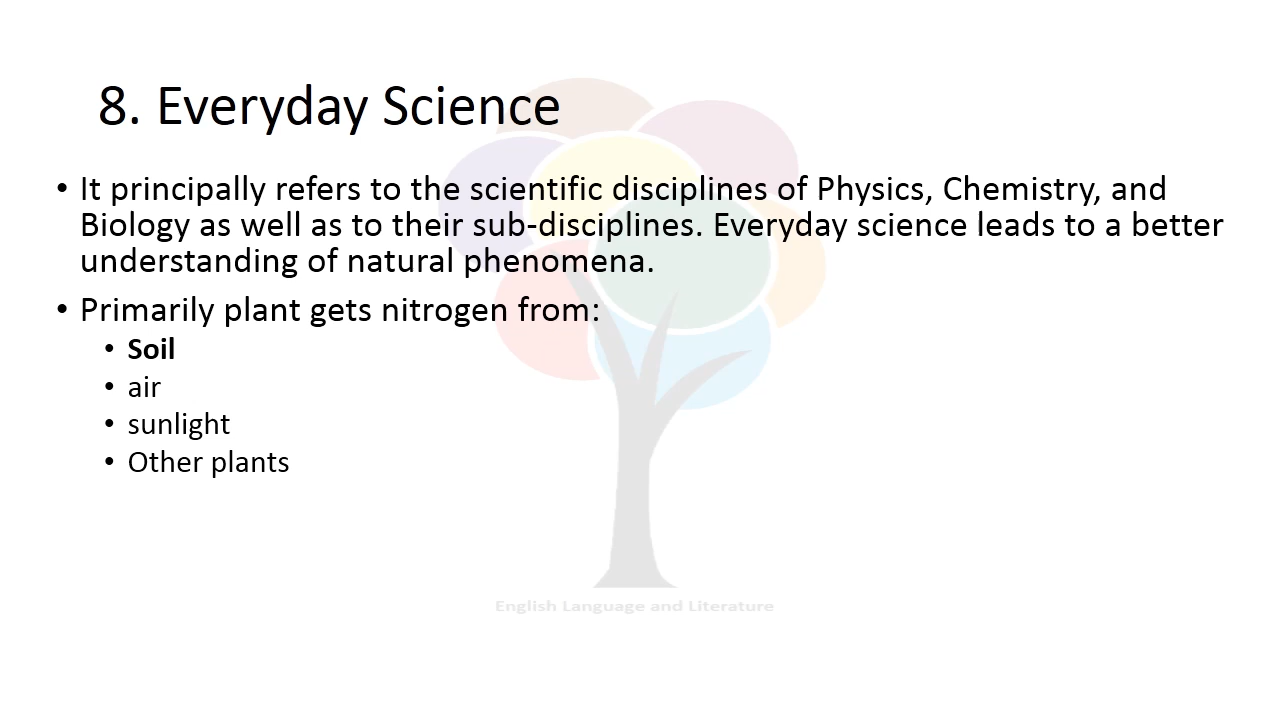 8. Everyday Science
• It principally refers to the scientific disciplines of Physics, Chemistry, and
Biology as well as to their sub-disciplines. Everyday science leads to a better
understanding of natural phenomena.
• Primarily plant gets nitrogen from:
• Soil
• air
• sunlight
• Other plants
English Language and Literature